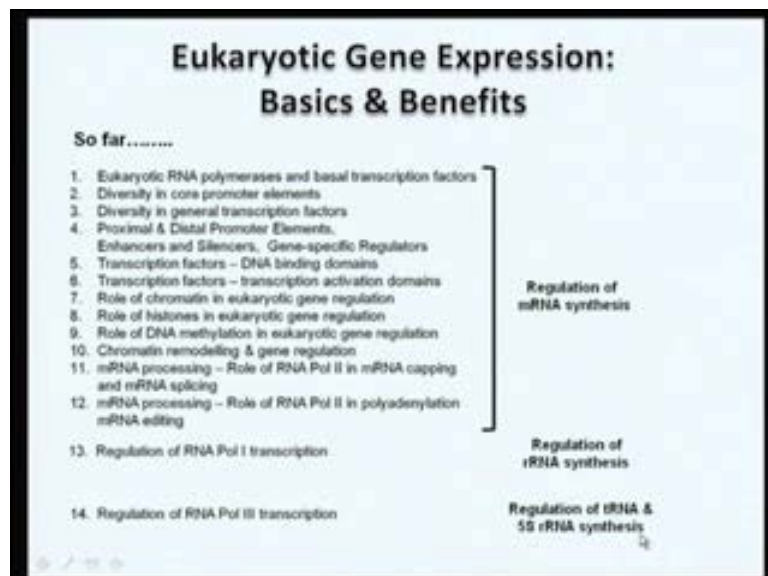 Eukaryotic Gene Expression:
Basics & Benefits
So far........
1. Eukaryotic RNA polymerases and basal transcription factors
2. Diversity in core promoter elements
3. Diversity in general transcription factors
4. Proximal & Distal Promoter Elements,
Enhancers and Silencers, Gene-specific Regulators
5. Transcription factors – DNA binding domains
6. Transcription factors – transcription activation domains
7. Role of chromatin in eukaryotic gene regulation
8. Role of histones in eukaryotic gene regulation
9. Role of DNA methylation in eukaryotic gene regulation
10. Chromatin remodelling & gene regulation
11. mRNA processing – Role of RNA Pol II in mRNA capping
and mRNA splicing
12. mRNA processing – Role of RNA Pol II in polyadenylation
mRNA editing
Regulation of
mRNA synthesis
13. Regulation of RNA Pol I transcription
Regulation of
rRNA synthesis
14. Regulation of RNA Pol III transcription
Regulation of tRNA &
5S rRNA synthesis